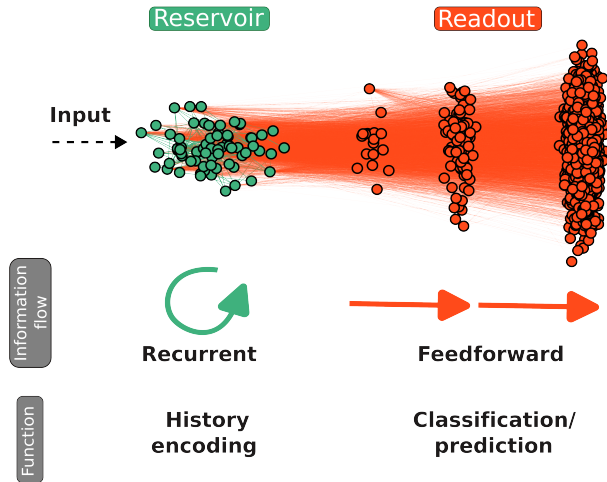 Reservoir
Readout
Input
Information
flow
Recurrent
Feedforward
Function
History
encoding
Classification/
prediction